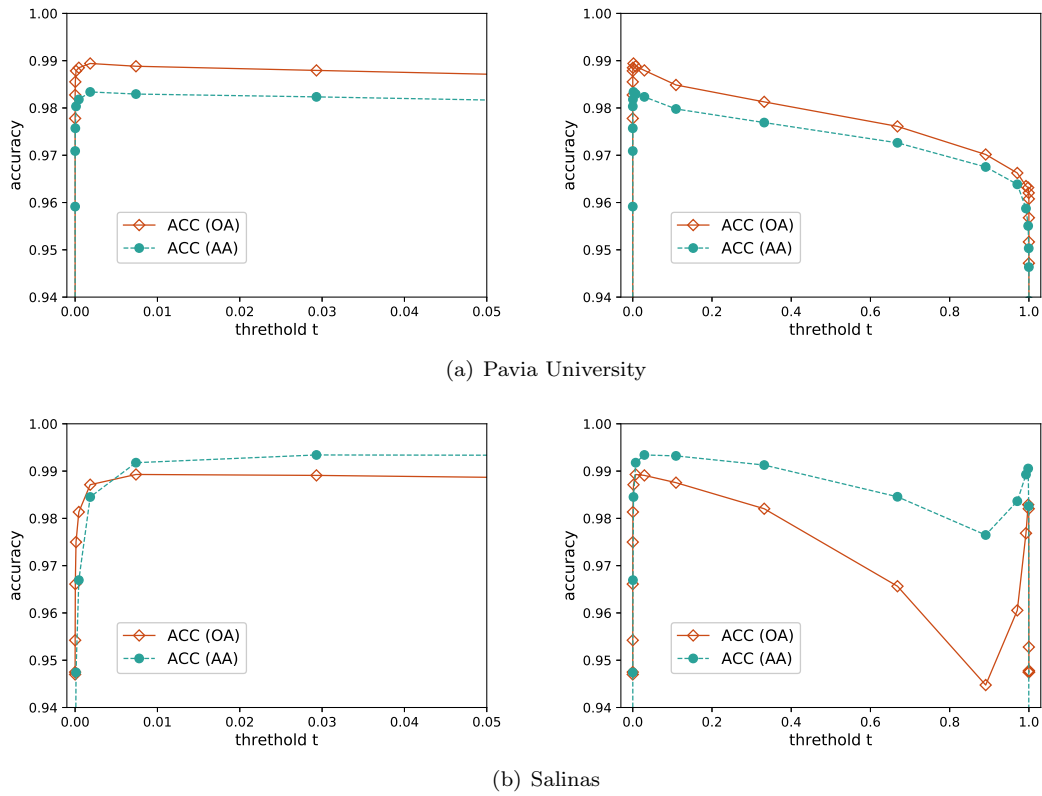 1.00
0.99
0.98
0.97
0.96
0.95
0.94
accuracy
ACC (OA)
ACC (AA)
0.00 0.01 0.02 0.03 0.04 0.05
threthold t
1.00
0.99
0.98
0.97
0.96
0.95
0.94
accuracy
ACC (OA)
ACC (AA)
0.0 0.2 0.4 0.6 0.8 1.0
threthold t
(a) Pavia University
1.00
0.99
0.98
0.97
0.96
0.95
0.94
accuracy
ACC (OA)
ACC (AA)
0.00 0.01 0.02 0.03 0.04 0.05
threthold t
1.00
0.99
0.98
0.97
0.96
0.95
0.94
accuracy
ACC (OA)
ACC (AA)
0.0 0.2 0.4 0.6 0.8 1.0
threthold t
(b) Salinas